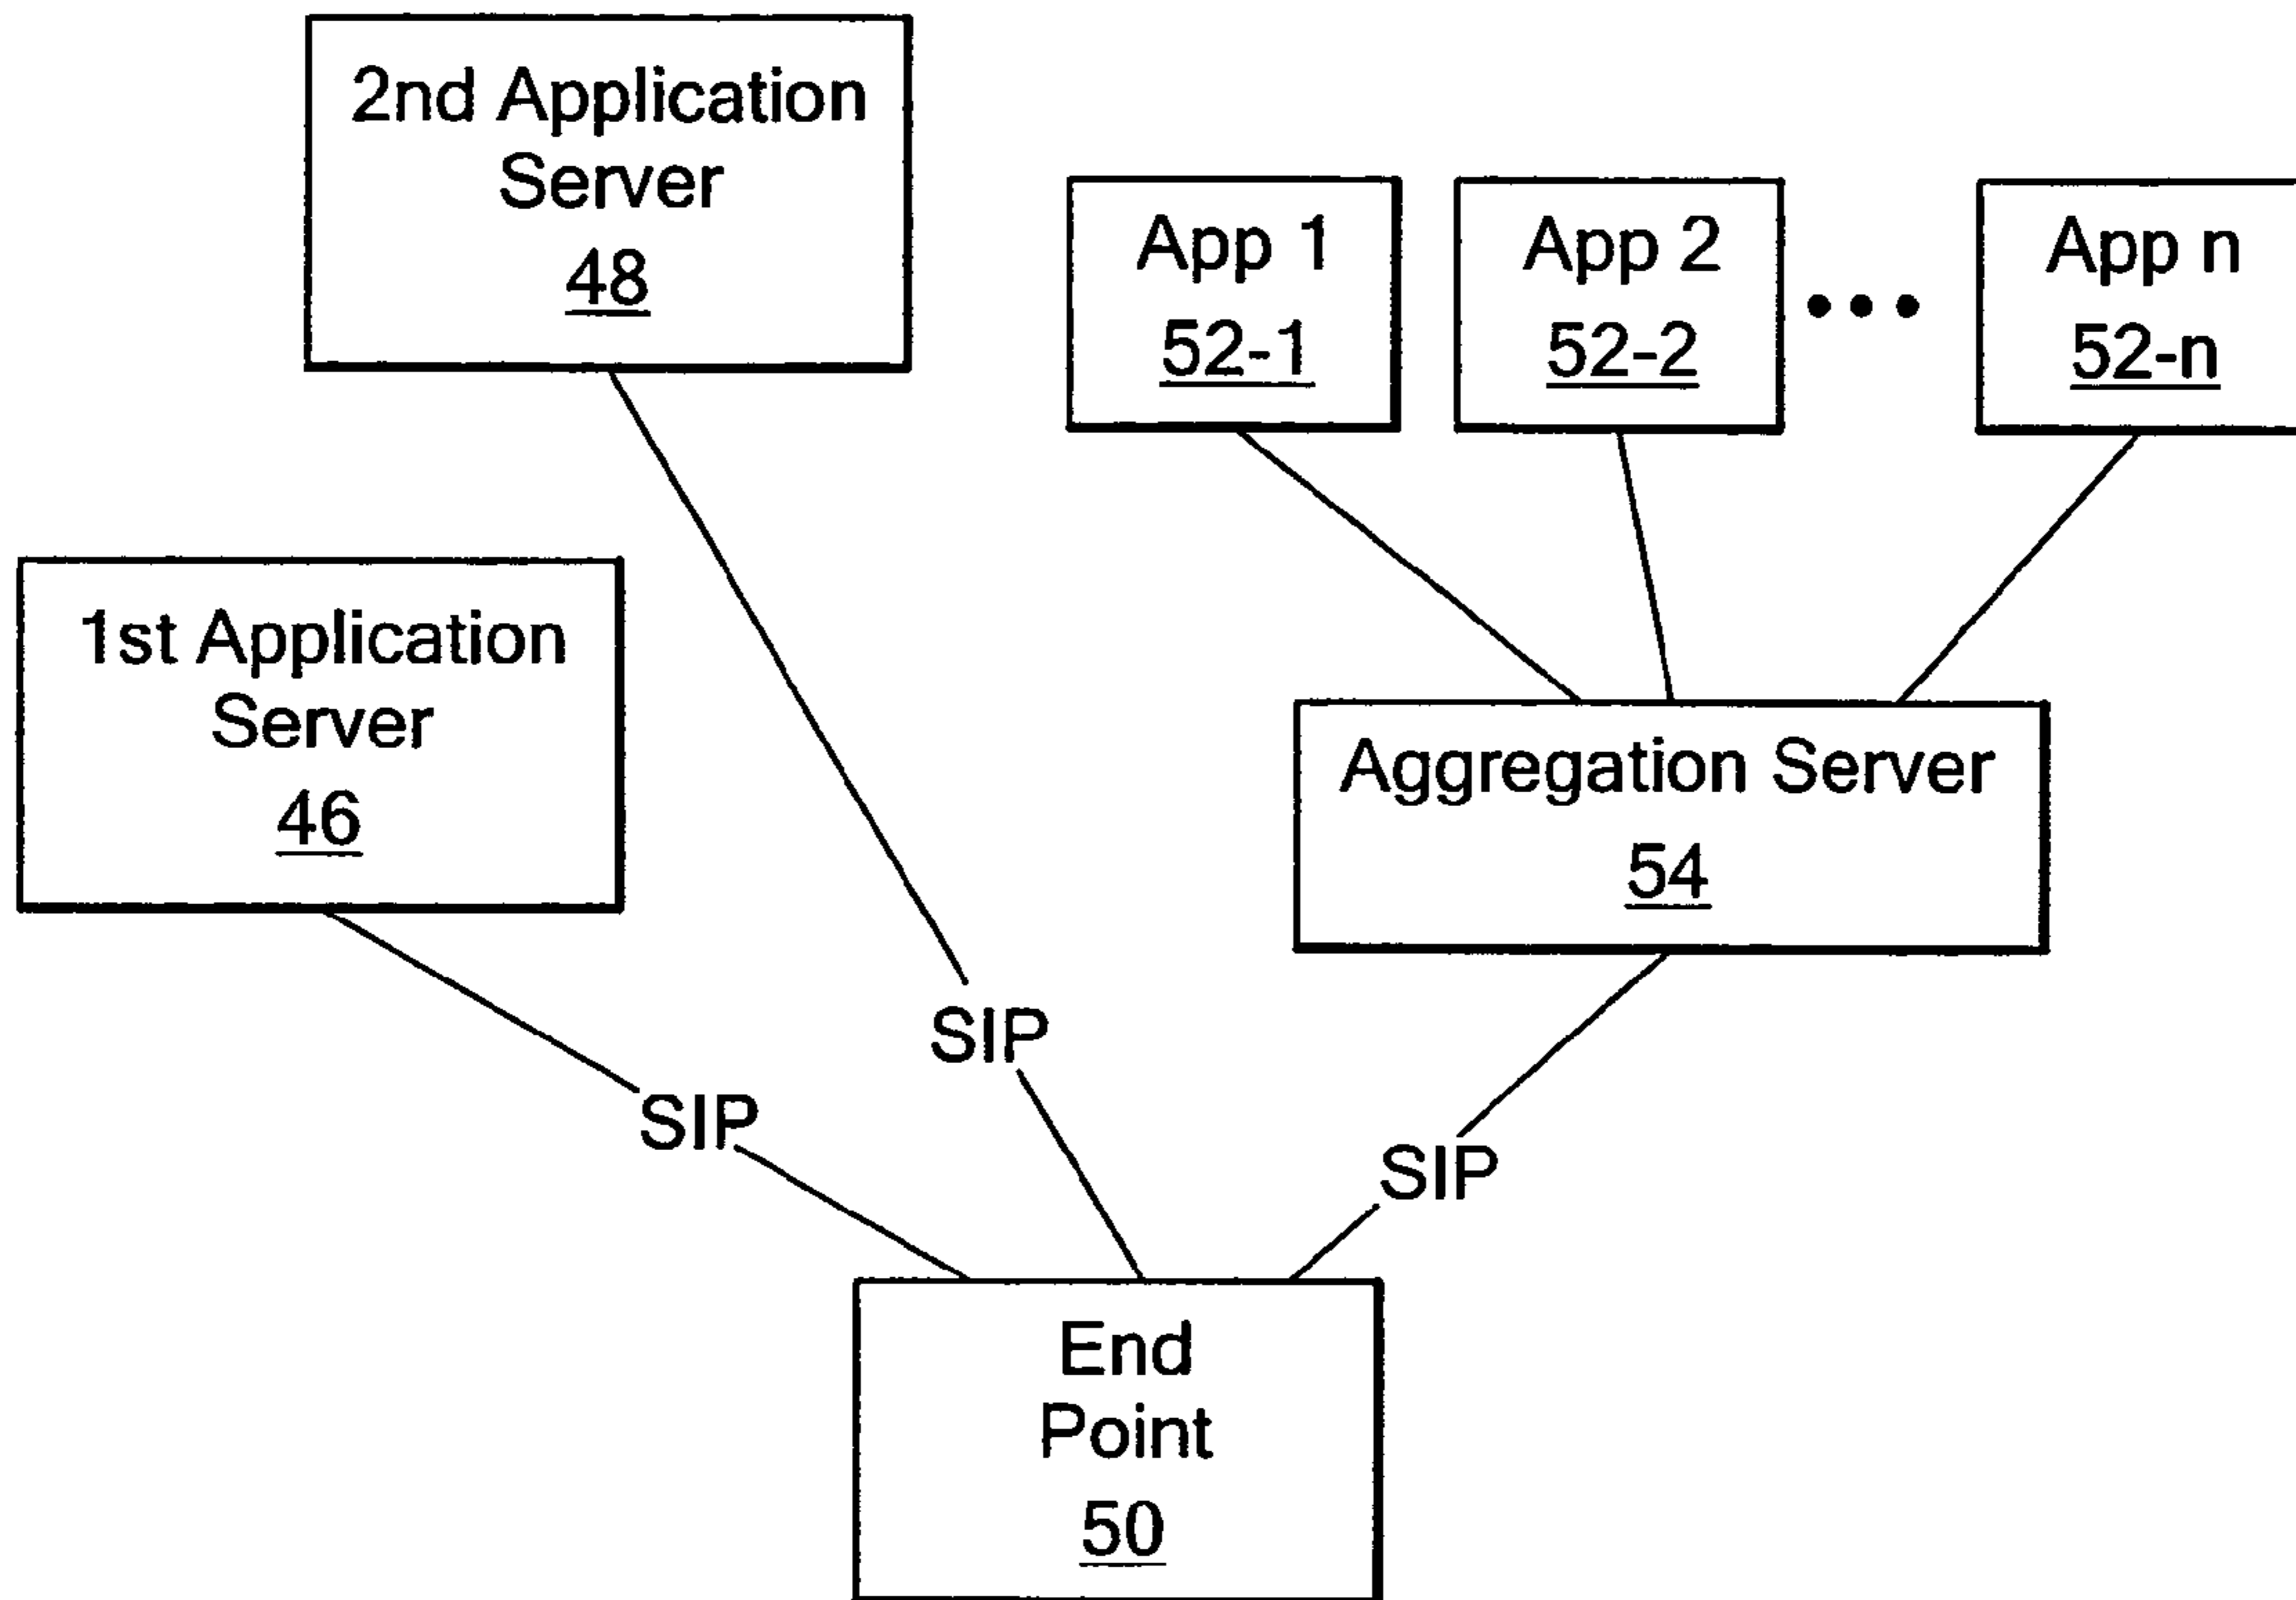 2nd Application
Server
48
App 1
52-1
App 2
52-2
App n
52-n
1st Application
Server
46
Aggregation Server
54
SIP
SIP
SIP
End
Point
50